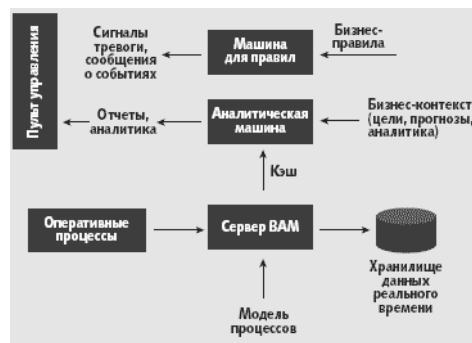 Пульт управления
Сигналы
тревоги,
сообщения
о событиях
Машина
для правил
Бизнес-
правила
Отчеты,
аналитика
Аналитическая
машина
Бизнес-контекст
(цели, прогнозы,
аналитика)
Кэш
Оперативные
процессы
Сервер ВАМ
Хранилище
данных
реального
времени
Модель
процессов